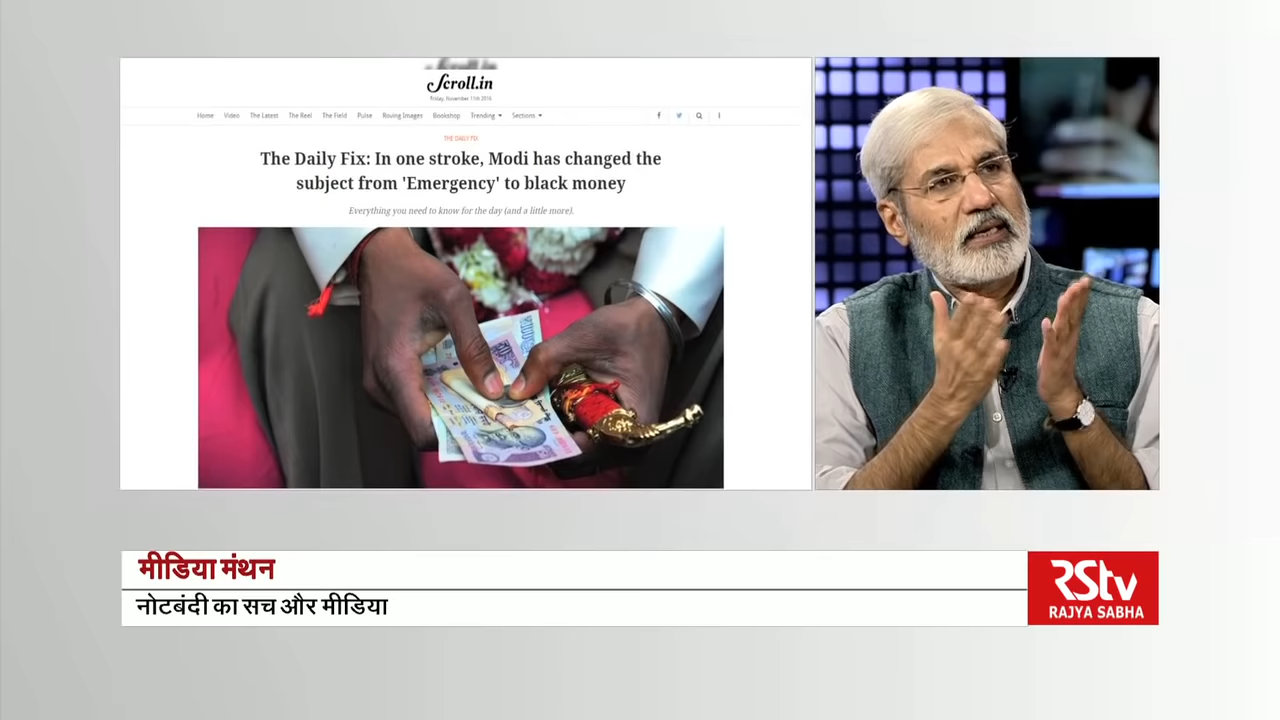 Scroll.in
Friday, November 11th 2016
Home Video The Latest The Reel The Field Pulse Roving Images Bookshop Trending Sections
THE DAILY FIX
The Daily Fix: In one stroke, Modi has changed the
subject from 'Emergency' to black money
Everything you need to know for the day (and a little more).
मीडिया मंथन
नोटबंदी का सच और मीडिया
RStv
RAJYA SABHA